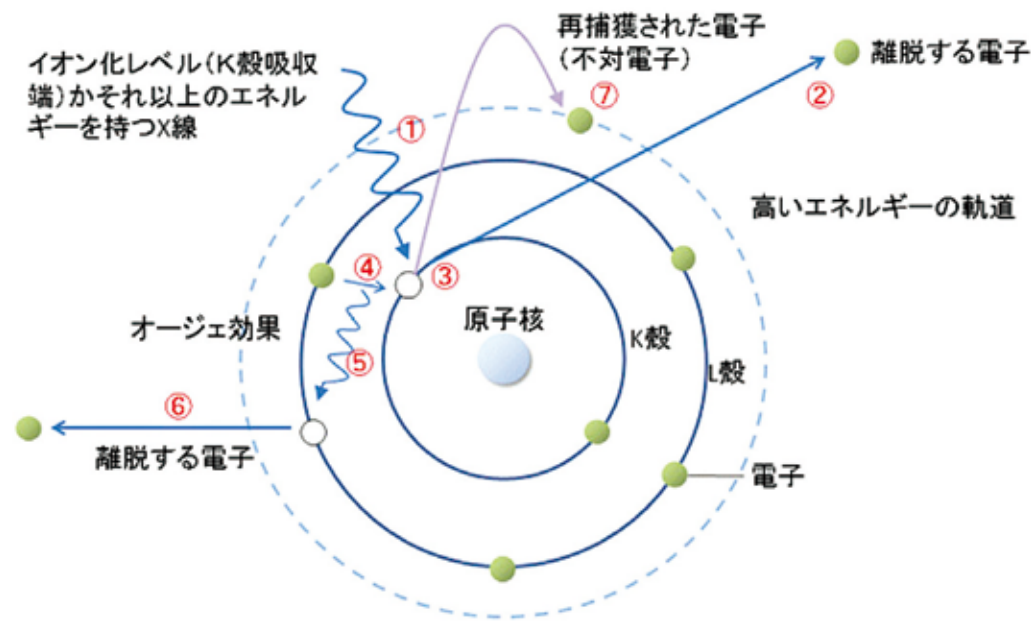 イオン化レベル(K殻吸収
端)かそれ以上のエネル
ギーを持つX線
①
再捕獲された電子
(不対電子)
⑦
②
離脱する電子
高いエネルギーの軌道
④
③
オージェ効果
⑤
原子核
K殻
L殻
⑥
離脱する電子
電子